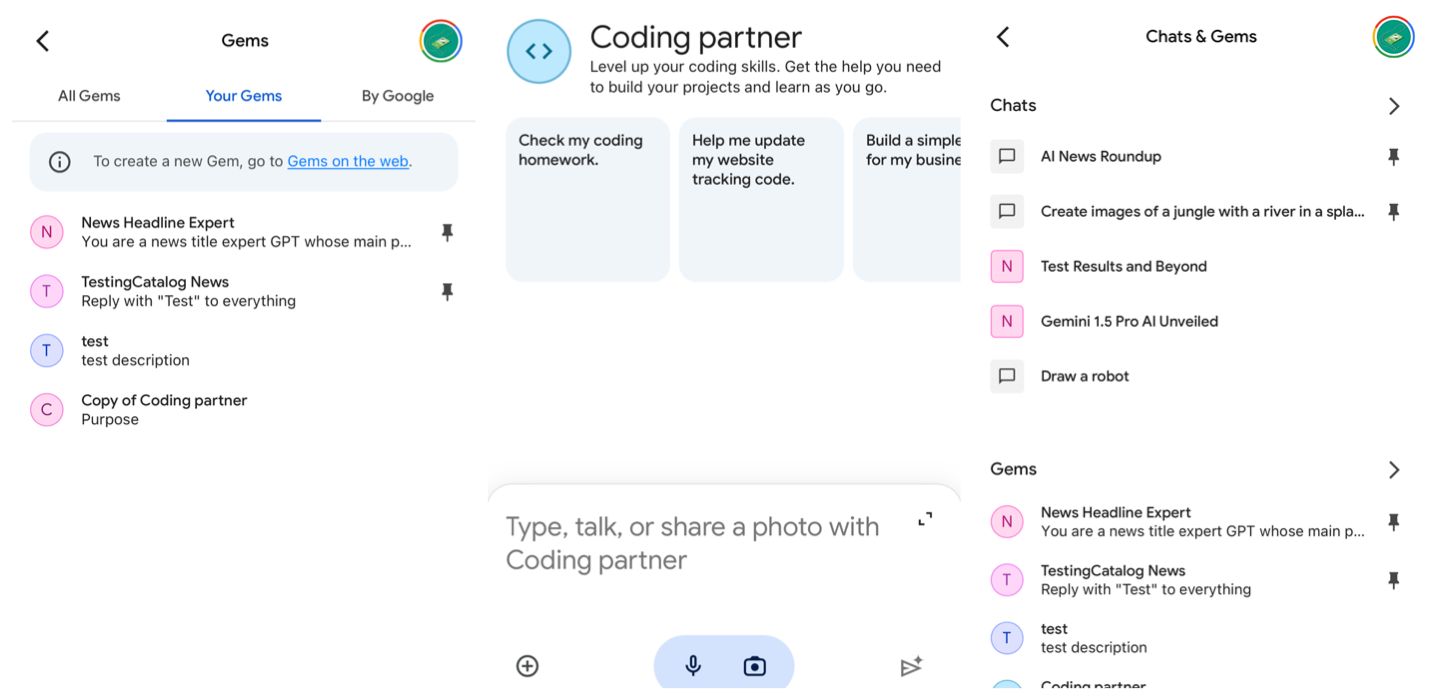 Gems
All Gems
Your Gems
By Google
To create a new Gem, go to Gems on the web.
N
News Headline Expert
You are a news title expert GPT whose main p...
T
TestingCatalog News
Reply with "Test" to everything
T
test
test description
C
Copy of Coding partner
Purpose
Coding partner
Level up your coding skills. Get the help you need
to build your projects and learn as you go.
Check my coding
homework.
Help me update
my website
tracking code.
Build a simple
for my
Type, talk, or share a photo with
Coding partner
Chats & Gems
Chats
AI News Roundup
Create images of a jungle with a river in a spla...
N
Test Results and Beyond
N
Gemini 1.5 Pro AI Unveiled
Draw a robot
Gems
N
News Headline Expert
You are a news title expert GPT whose main p...
T
TestingCatalog News
Reply with "Test" to everything
T
test
test description
Coding partner